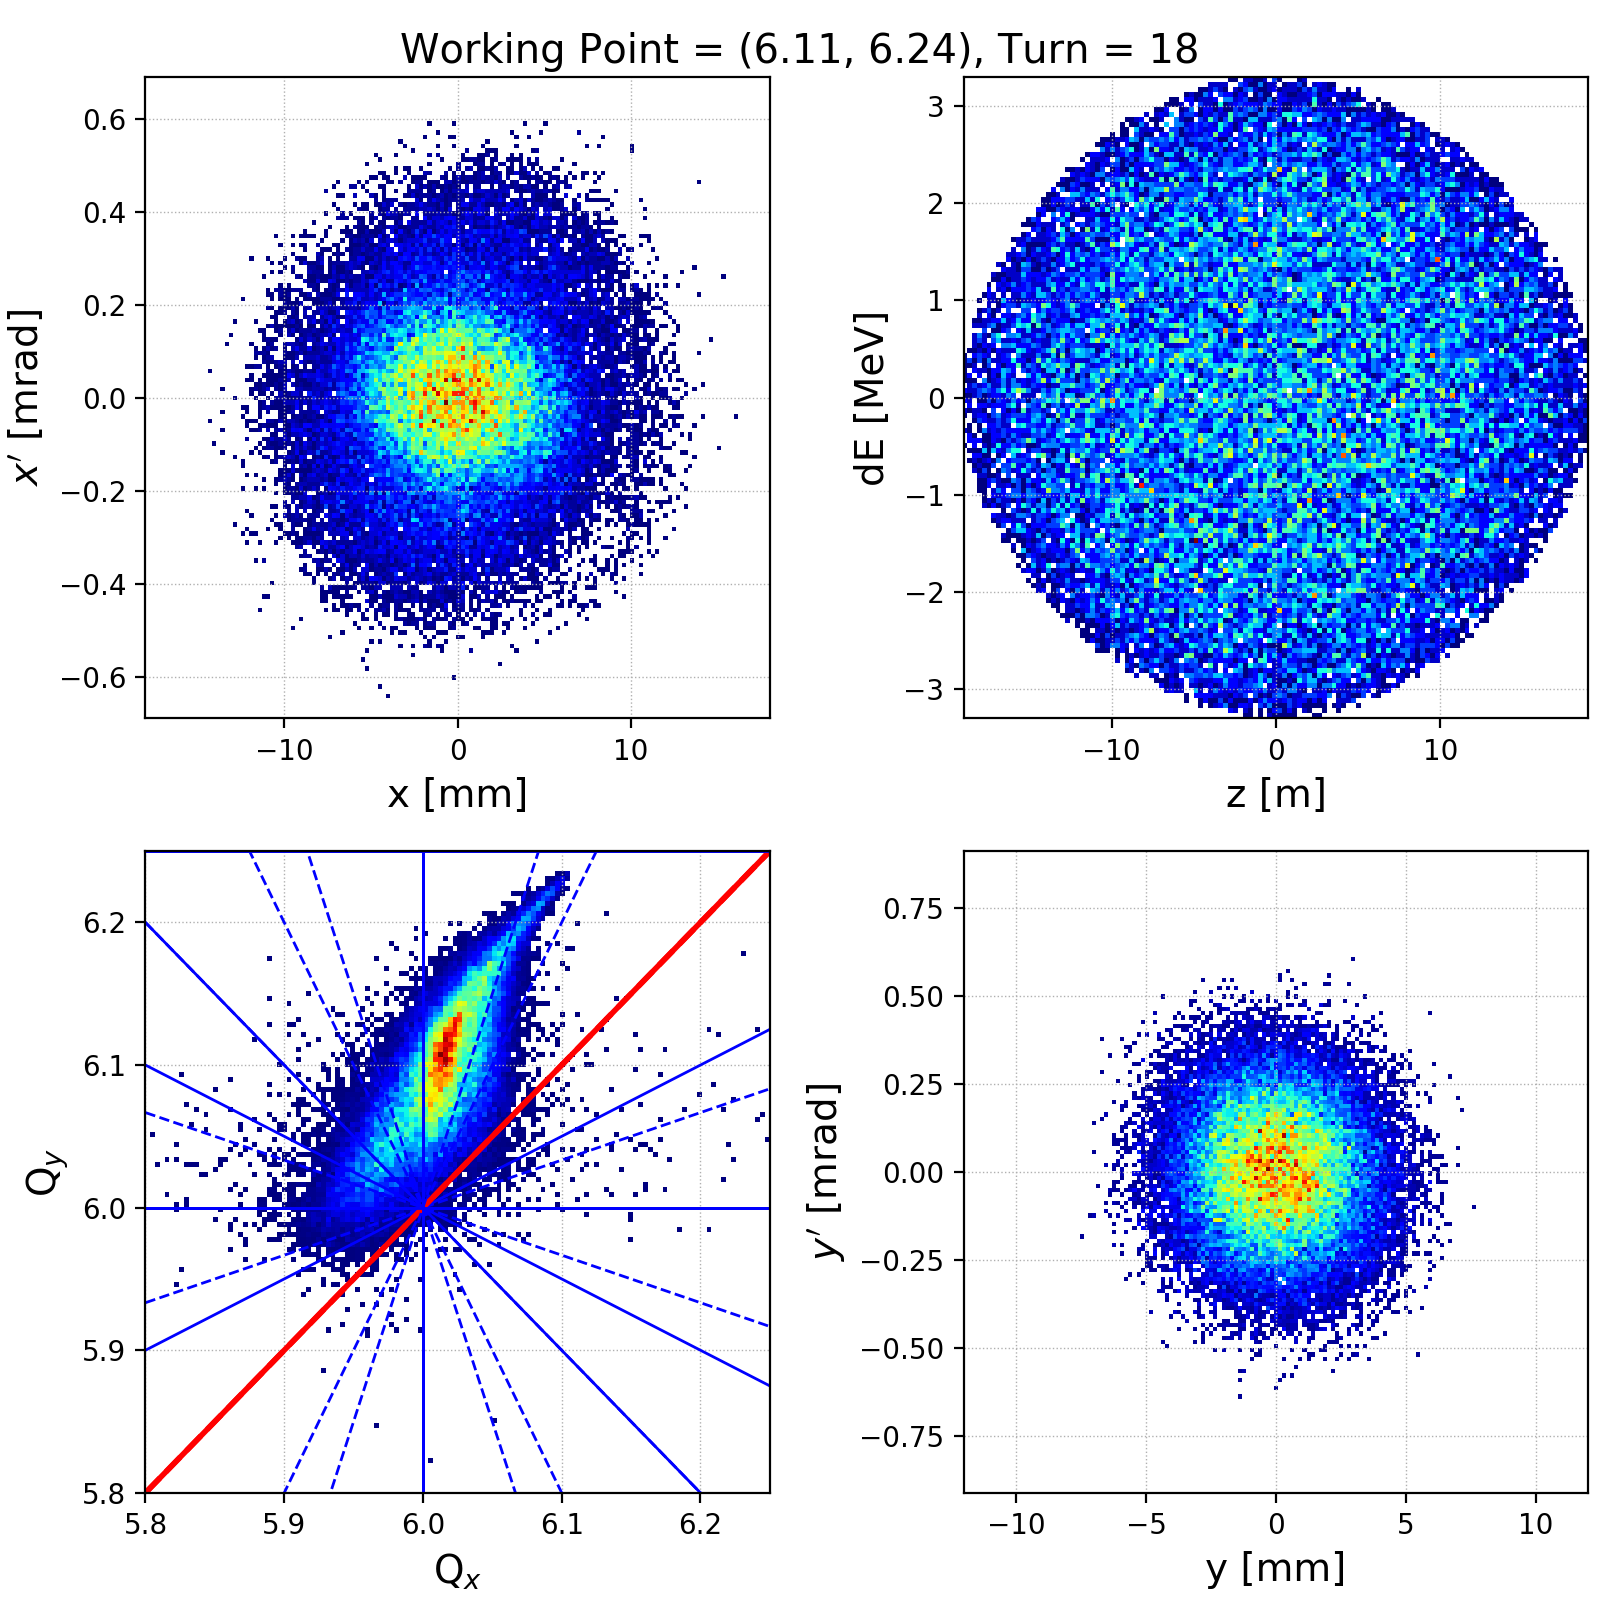 Working Point = (6.11, 6.24), Turn = 18
0.6
0.4
0.2
0.0
−0.2
−0.4
−0.6
x′ [mrad]
−10 0 10
x [mm]
3
2
1
0
−1
−2
−3
dE [MeV]
−10 0 10
z [m]
6.2
6.1
6.0
5.9
5.8
Qy
5.8 5.9 6.0 6.1 6.2
Qx
0.75
0.50
0.25
0.00
−0.25
−0.50
−0.75
y′ [mrad]
−10 −5 0 5 10
y [mm]